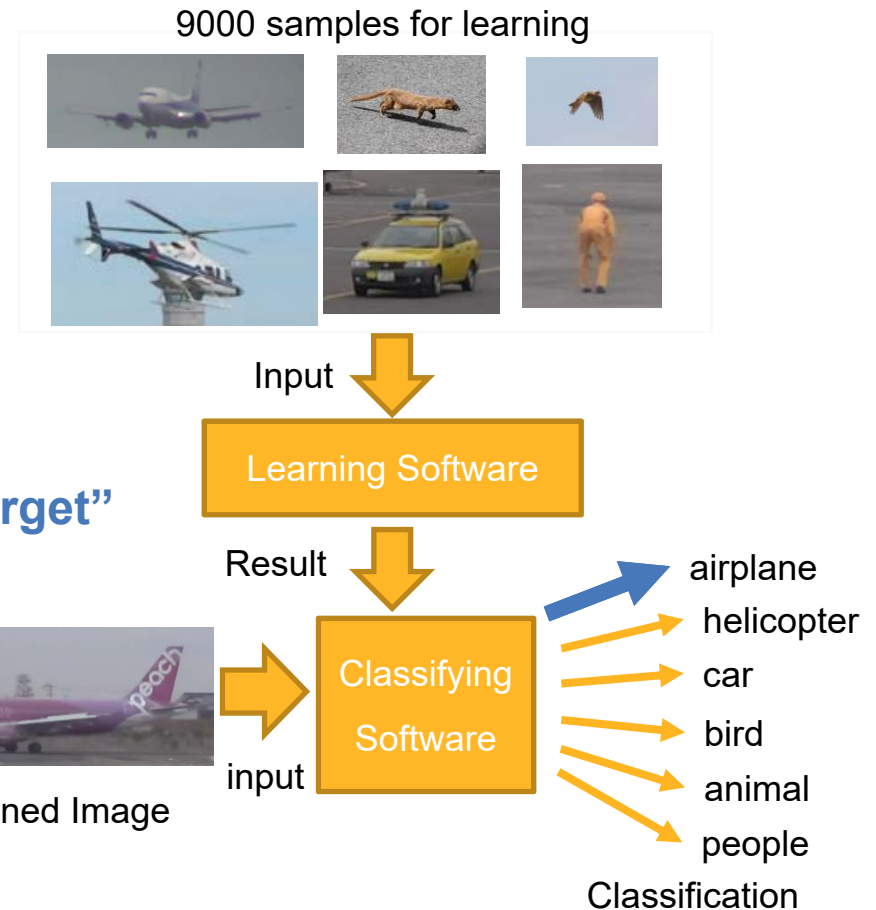 9000 samples for learning
Input
Learning Software
rget”
Result
airplane
helicopter
Classifying
Software
car
peach
bird
input
animal
ned Image
people
Classification